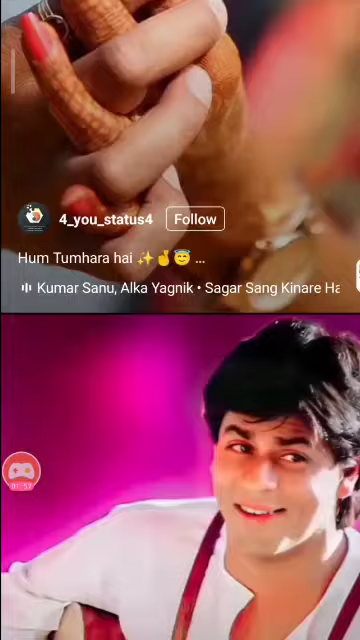 4_you_status4 Follow
Hum Tumhara hai ✨🤞😇 ...
Kumar Sanu, Alka Yagnik • Sagar Sang Kinare Ha